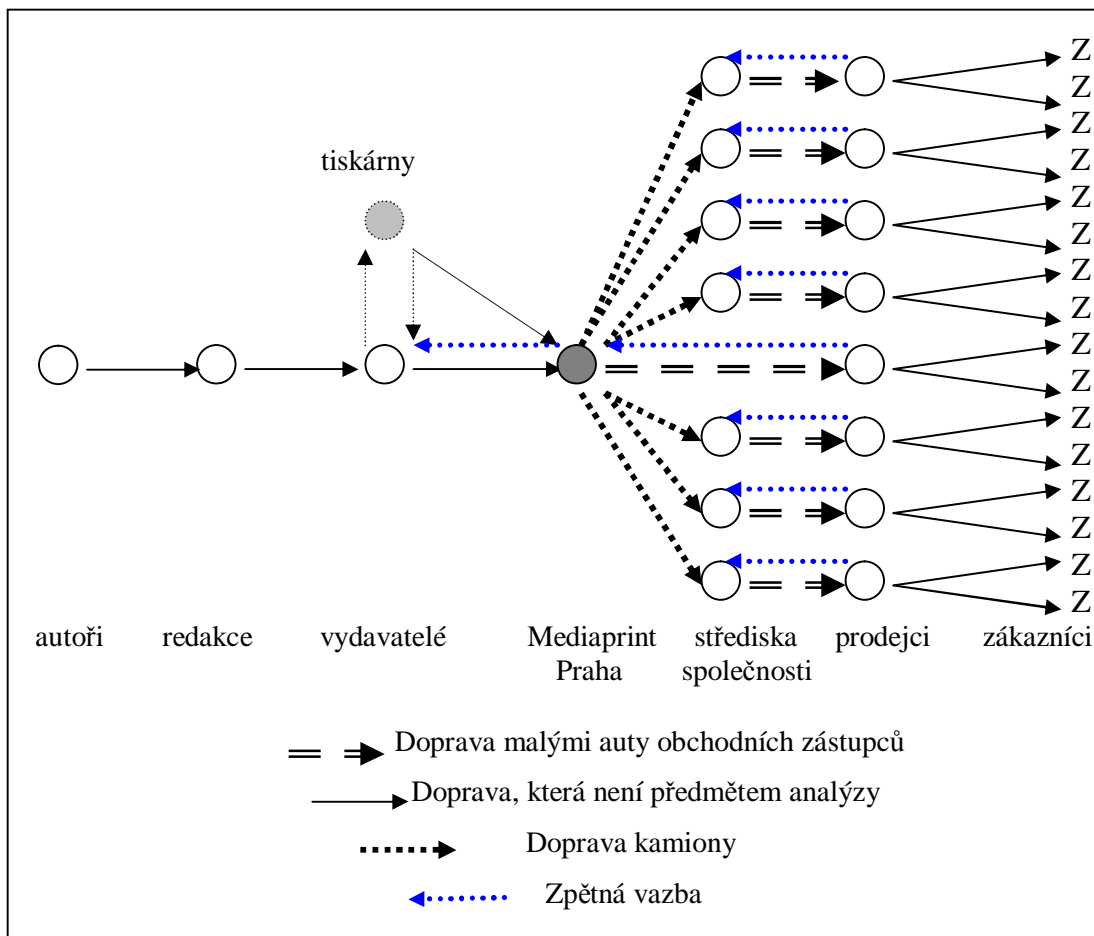 Z
Z
Z
tiskárny
Z
Z
Z
Z
Z
Z
Z
Z
Z
Z
Z
Z
Z
autoři redakce vydavatelé Mediaprint střediska prodejci zákazníci
Praha společnosti
Doprava malými auty obchodních zástupců
Doprava, která není předmětem analýzy
Doprava kamiony
Zpětná vazba